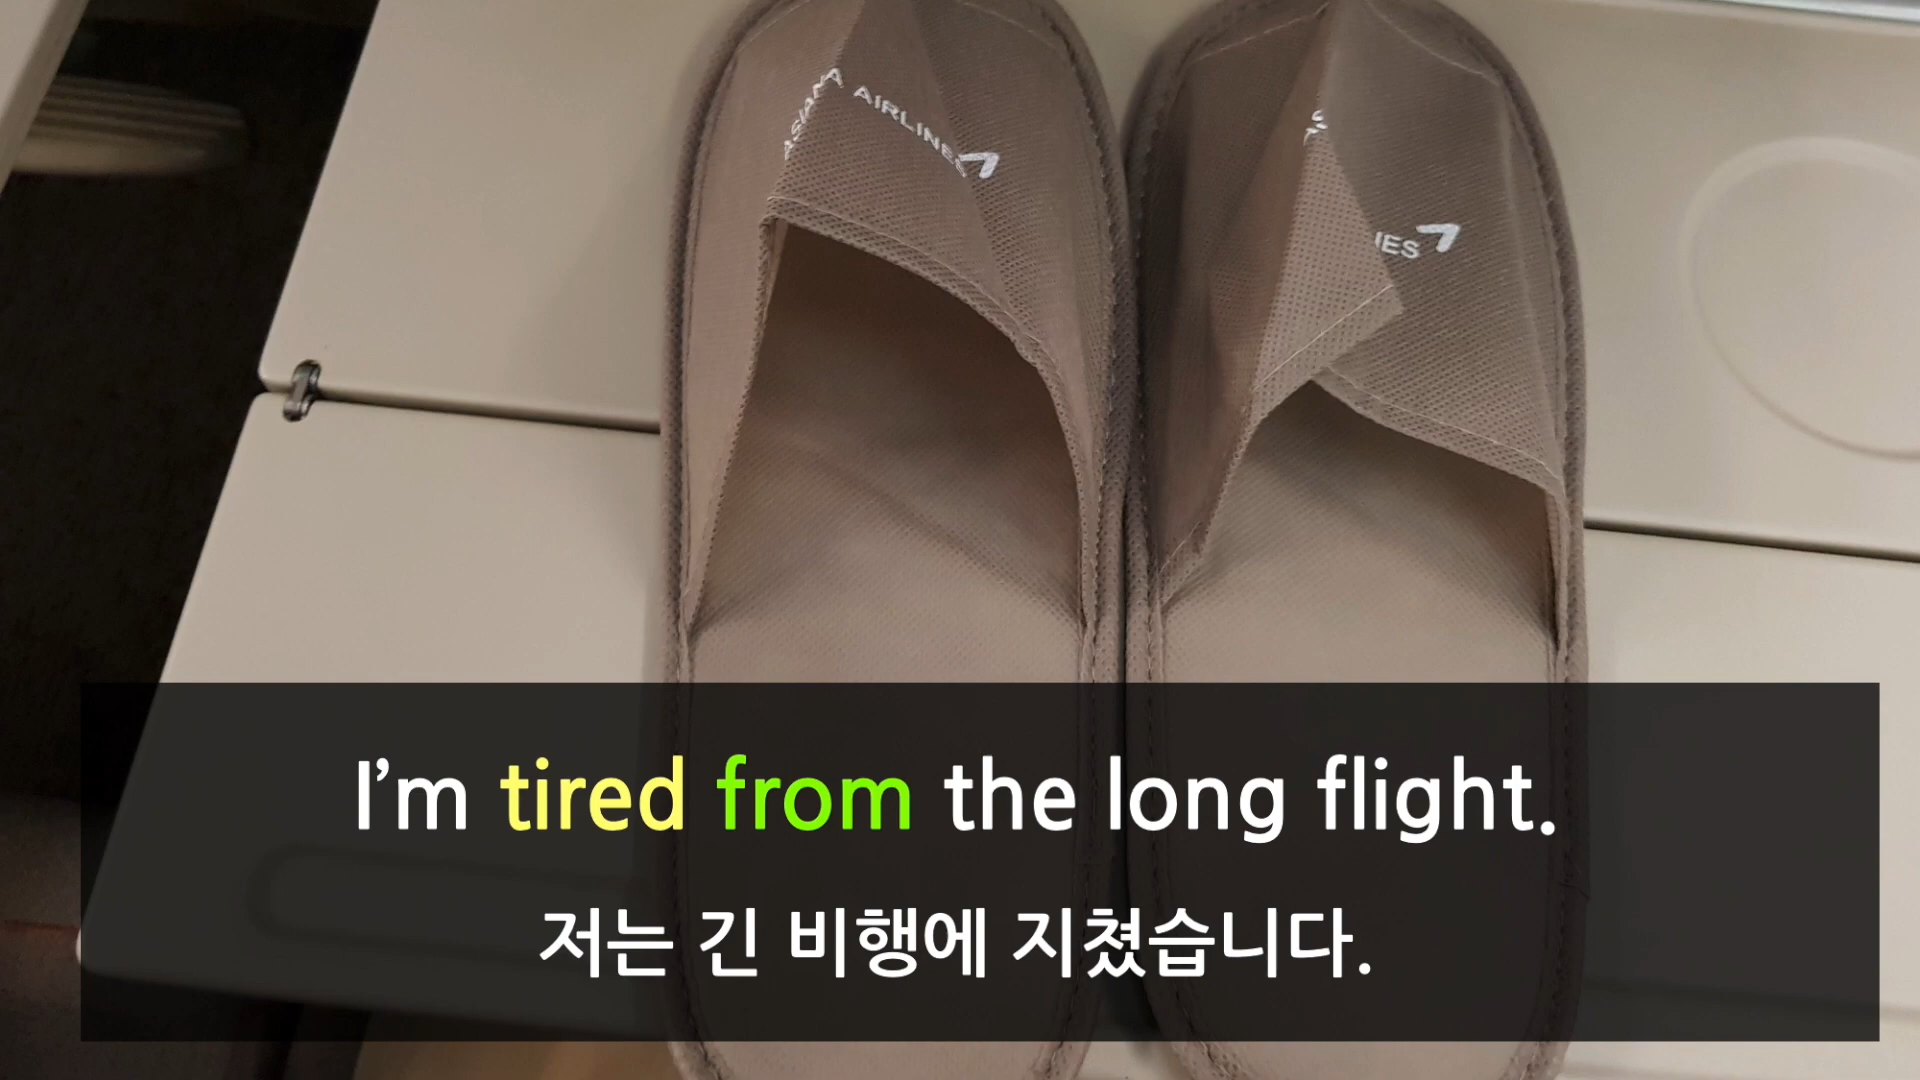 ASIANA AIRLINES
IES
I'm tired from the long flight.
저는 긴 비행에 지쳤습니다.